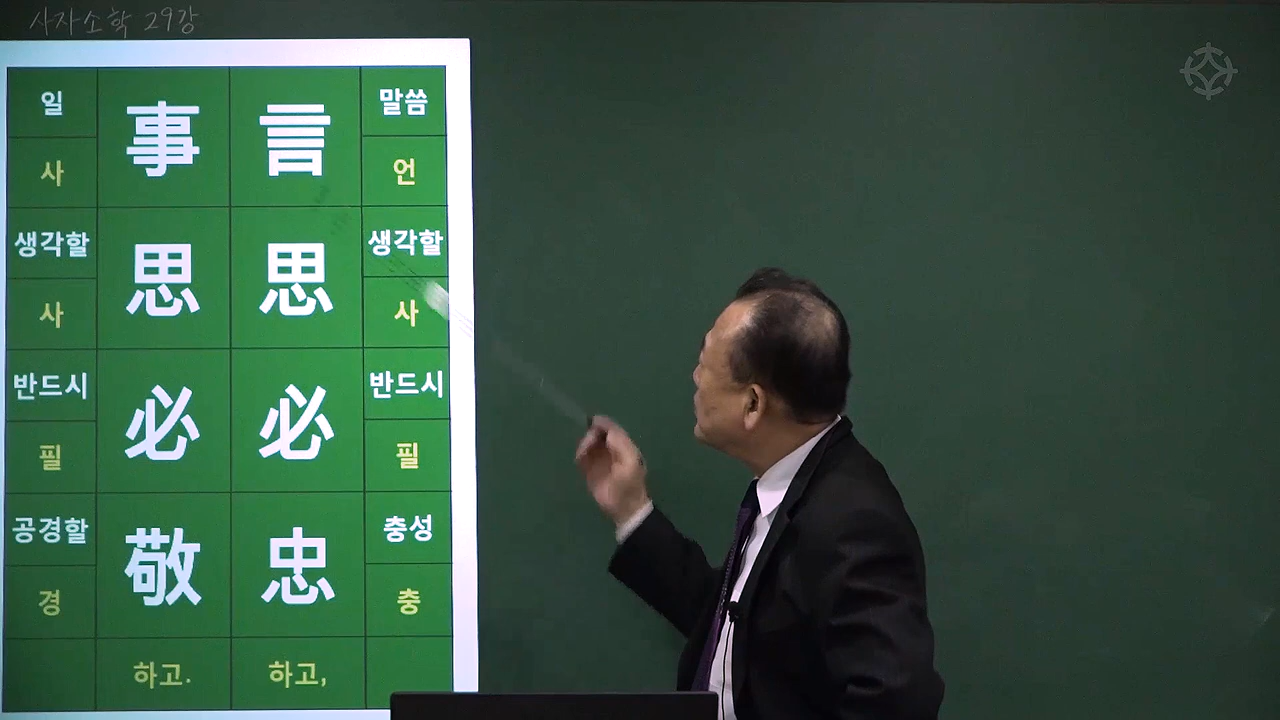 사자소학 29강
일 事 言 말씀
사 언
생각할 思 思 생각할
사 사
반드시 必 必 반드시
필 필
공경할 敬 忠 충성
경 충
하고. 하고,